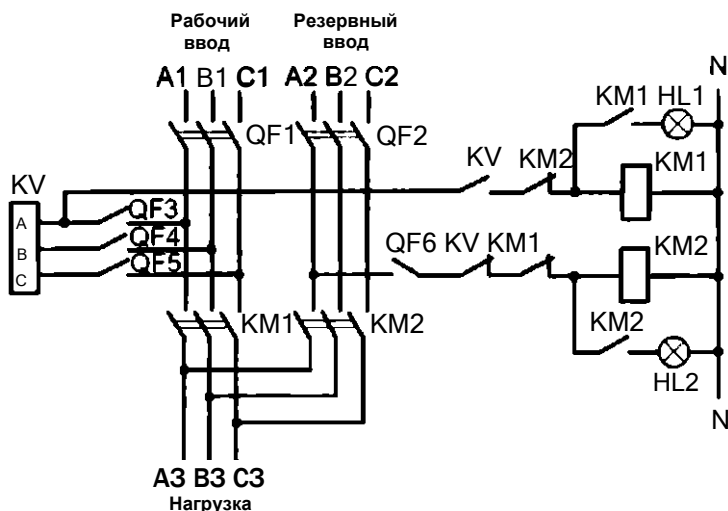 Рабочий
ввод
Резервный
ввод
A1 B1 C1 A2 B2 C2
N
KM1 HL1
QF1 QF2
KV KM2 KM1
KV
A QF3
B QF4
C QF5
QF6 KV KM1 KM2
KM1 KM2
KM2
HL2
N
A3 B3 C3
Нагрузка